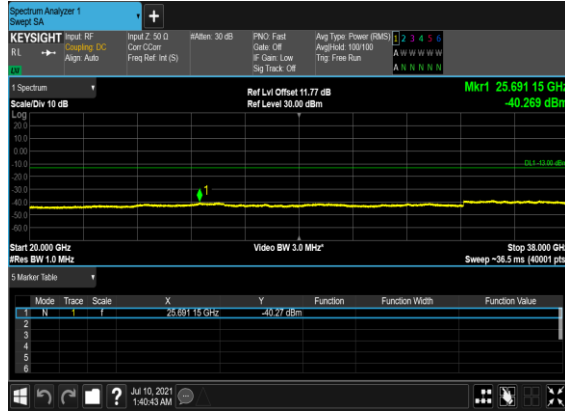 Spectrum Analyzer 1
Swept SA
KEYSIGHT Input: RF Input Z: 50 Ω #Atten: 30 dB PNO: Fast Avg Type: Power (RMS) 1 2 3 4 5 6
RL Coupling: DC Corr CCorr Gate: Off Avg|Hold: 100/100 A W W W W W
Align: Auto Freq Ref: Int (S) IF Gain: Low Trig: Free Run
LV Sig Track: Off A N N N N N
1 Spectrum Ref Lvl Offset 11.77 dB Mkr1 25.691 15 GHz
Scale/Div 10 dB Ref Level 30.00 dBm -40.269 dBm
Log
20.0
10.0
0.00
-10.0 DL1 -13.00 dBm
-20.0
-30.0
1
-40.0
-50.0
-60.0
Start 20.000 GHz Video BW 3.0 MHz* Stop 38.000 GHz
#Res BW 1.0 MHz Sweep ~36.5 ms (40001 pts)
5 Marker Table
Mode Trace Scale X Y Function Function Width Function Value
1 N 1 f 25.691 15 GHz -40.27 dBm
2
3
4
5
6
? Jul 10, 2021
1:40:43 AM